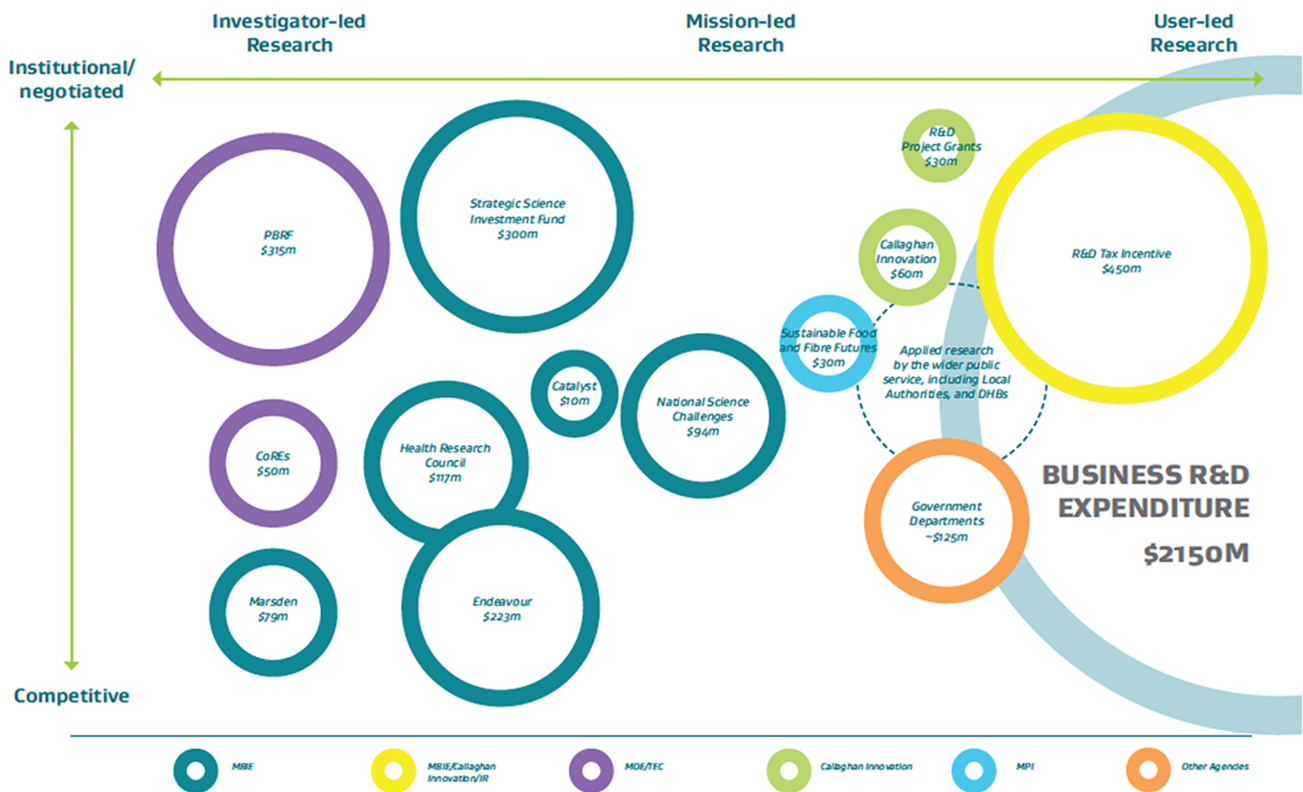 Investigator-led
Research
Mission-led
Research
User-led
Research
Institutional/
negotiated
R&D
Project Grants
$30m
PBRF
$315m
Strategic Science
Investment Fund
$300m
Callaghan
Innovation
$60m
R&D Tax Incentive
$450m
Sustainable Food
and Fibre Futures
$30m
Applied research
by the wider public
service, including Local
Authorities, and DHBs
Catalyst
$10m
National Science
Challenges
$94m
CoREs
$50m
Health Research
Council
$117m
BUSINESS R&D
EXPENDITURE
$2150M
Government
Departments
~$125m
Marsden
$79m
Endeavour
$223m
Competitive
MBIE
MBIE/Callaghan
Innovation/IR
MOE/TEC
Callaghan Innovation
MPI
Other Agencies